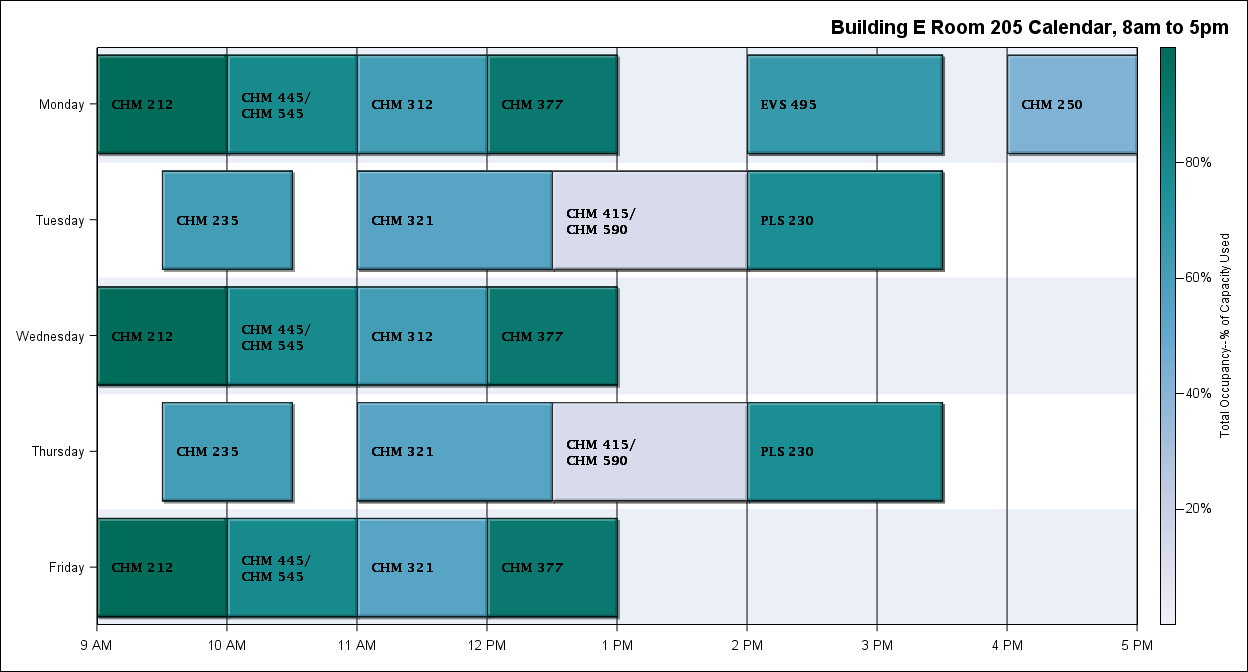 Building E Room 205 Calendar, 8am to 5pm
Monday
CHM 212
CHM 445/
CHM 545
CHM 312
CHM 377
EVS 495
CHM 250
Tuesday
CHM 235
CHM 321
CHM 415/
CHM 590
PLS 230
Wednesday
CHM 212
CHM 445/
CHM 545
CHM 312
CHM 377
Thursday
CHM 235
CHM 321
CHM 415/
CHM 590
PLS 230
Friday
CHM 212
CHM 445/
CHM 545
CHM 321
CHM 377
9 AM
10 AM
11 AM
12 PM
1 PM
2 PM
3 PM
4 PM
5 PM
80%
60%
40%
20%
Total Occupancy--% of Capacity Used